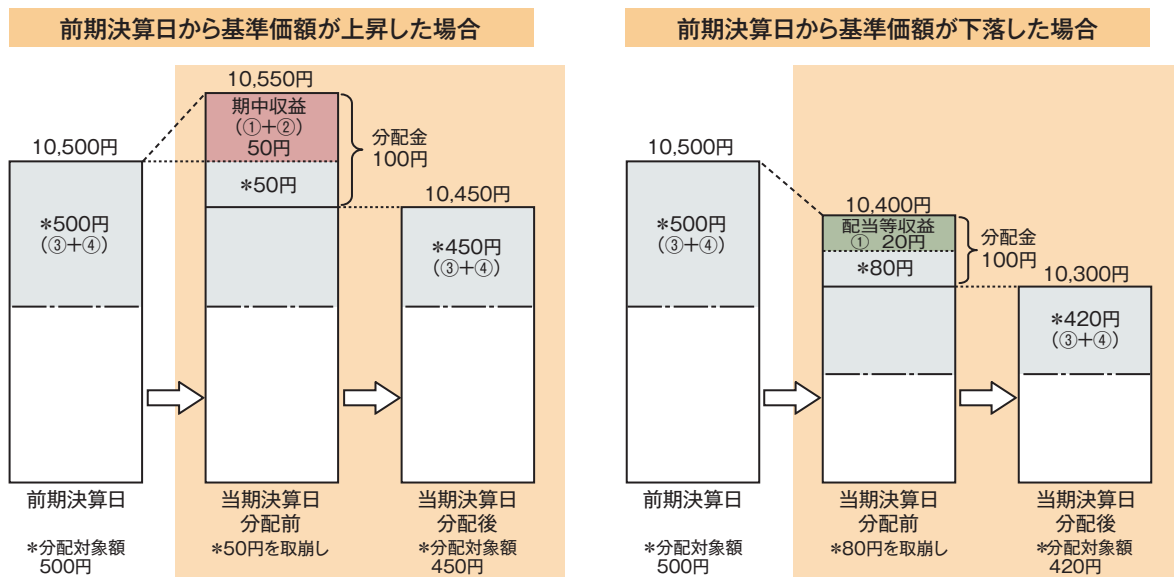 前期決算日から基準価額が上昇した場合
10,550円
期中収益
(①+②)
50円
分配金
100円
10,500円
*50円
10,450円
*500円
(③+④)
*450円
(③+④)
前期決算日
当期決算日
分配前
当期決算日
分配後
*分配対象額
500円
*50円を取崩し
*分配対象額
450円
前期決算日から基準価額が下落した場合
10,500円
10,400円
*500円
(③+④)
配当等収益
① 20円
分配金
100円
*80円
10,300円
*420円
(③+④)
前期決算日
当期決算日
分配前
当期決算日
分配後
*分配対象額
500円
*80円を取崩し
*分配対象額
420円